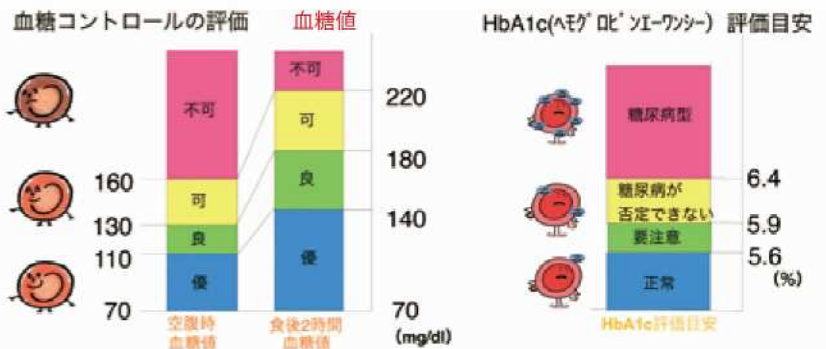 血糖コントロールの評価
血糖値
不可
可
良
優
160
130
110
70
空腹時
血糖値
不可
可
良
優
220
180
140
70
(mg/dl)
食後2時間
血糖値
HbA1c(ﾍﾓｸﾞﾛﾋﾞﾝｴｰﾜﾝｼｰ) 評価目安
糖尿病型
糖尿病が
否定できない
要注意
正常
6.4
5.9
5.6
(%)
HbA1c評価目安